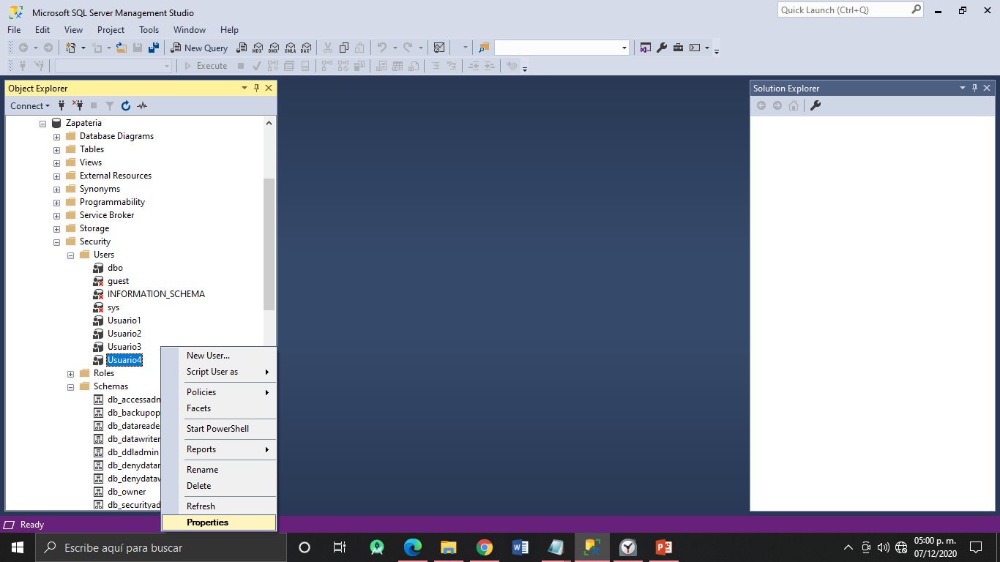 Microsoft SQL Server Management Studio
Quick Launch (Ctrl+Q)
File Edit View Project Tools Window Help
New Query MDX DMX XMLA DAX
Execute
Object Explorer
Solution Explorer
Connect
Zapateria
Database Diagrams
Tables
Views
External Resources
Synonyms
Programmability
Service Broker
Storage
Security
Users
dbo
guest
INFORMATION_SCHEMA
sys
Usuario1
Usuario2
Usuario3
Usuario4
Roles
Schemas
db_accessadn
db_backupop
db_datareade
db_datawriter
db_ddladmin
db_denydatar
db_denydatav
db_owner
db_securityad
New User...
Script User as
Policies
Facets
Start PowerShell
Reports
Rename
Delete
Refresh
Properties
Ready
Escribe aquí para buscar
05:00 p. m.
07/12/2020